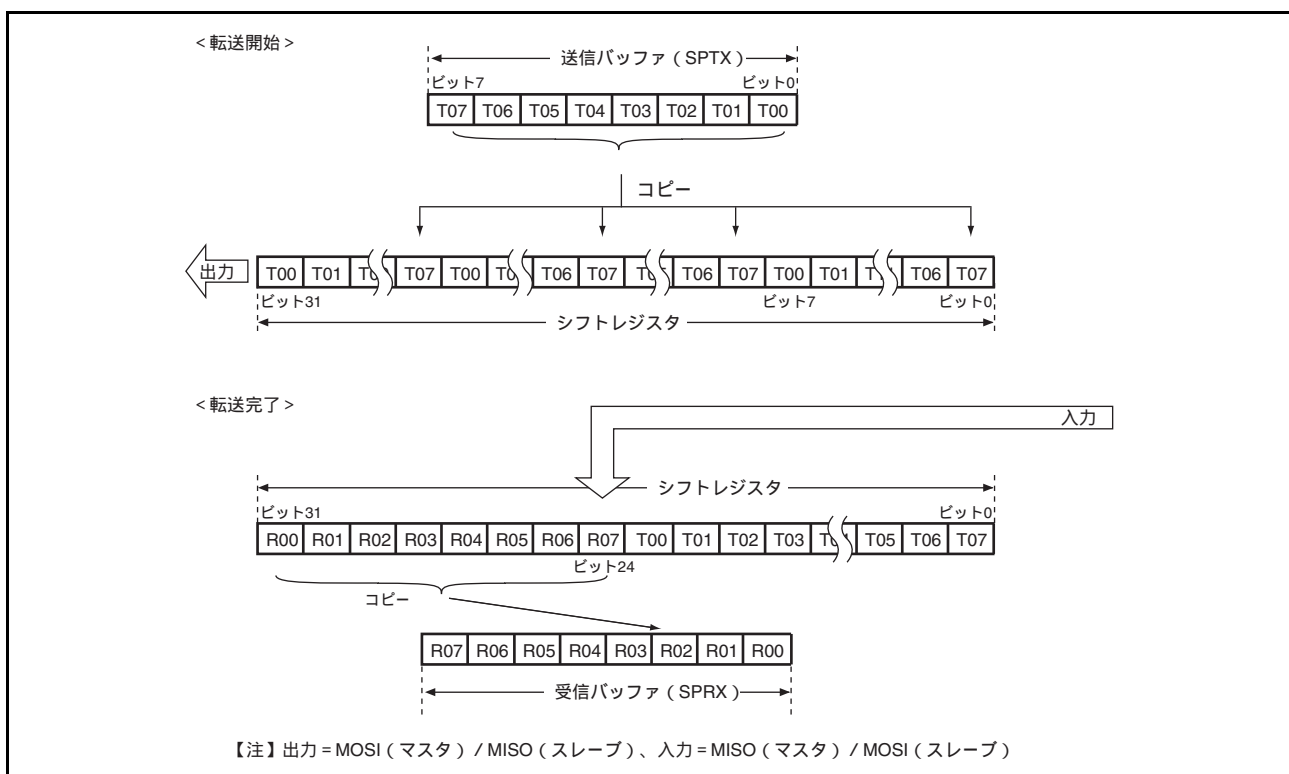 <転送開始>
送信バッファ(SPTX)
ビット7 ビット0
T07 T06 T05 T04 T03 T02 T01 T00
コピー
出力 T00 T01 T07 T00 T06 T07 T06 T07 T00 T01 T06 T07
ビット31 ビット7 ビット0
シフトレジスタ
<転送完了>
入力
シフトレジスタ
ビット31 ビット0
R00 R01 R02 R03 R04 R05 R06 R07 T00 T01 T02 T03 T05 T06 T07
ビット24
コピー
R07 R06 R05 R04 R03 R02 R01 R00
受信バッファ(SPRX)
【注】出力=MOSI(マスタ)/MISO(スレーブ)、入力=MISO(マスタ)/MOSI(スレーブ)